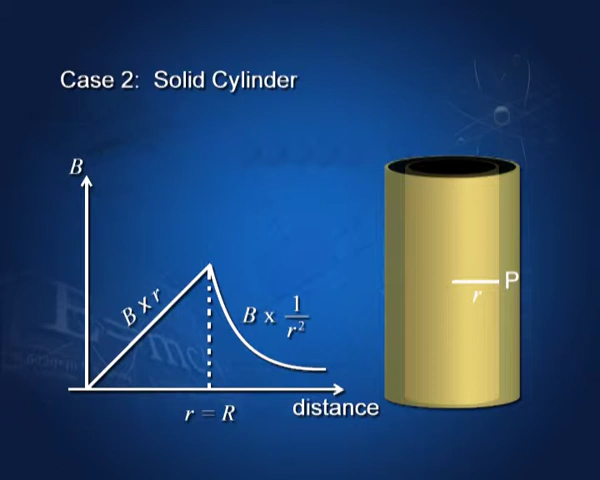 Case 2: Solid Cylinder
B
B x r
B x 1/r²
r = R
distance
r
P